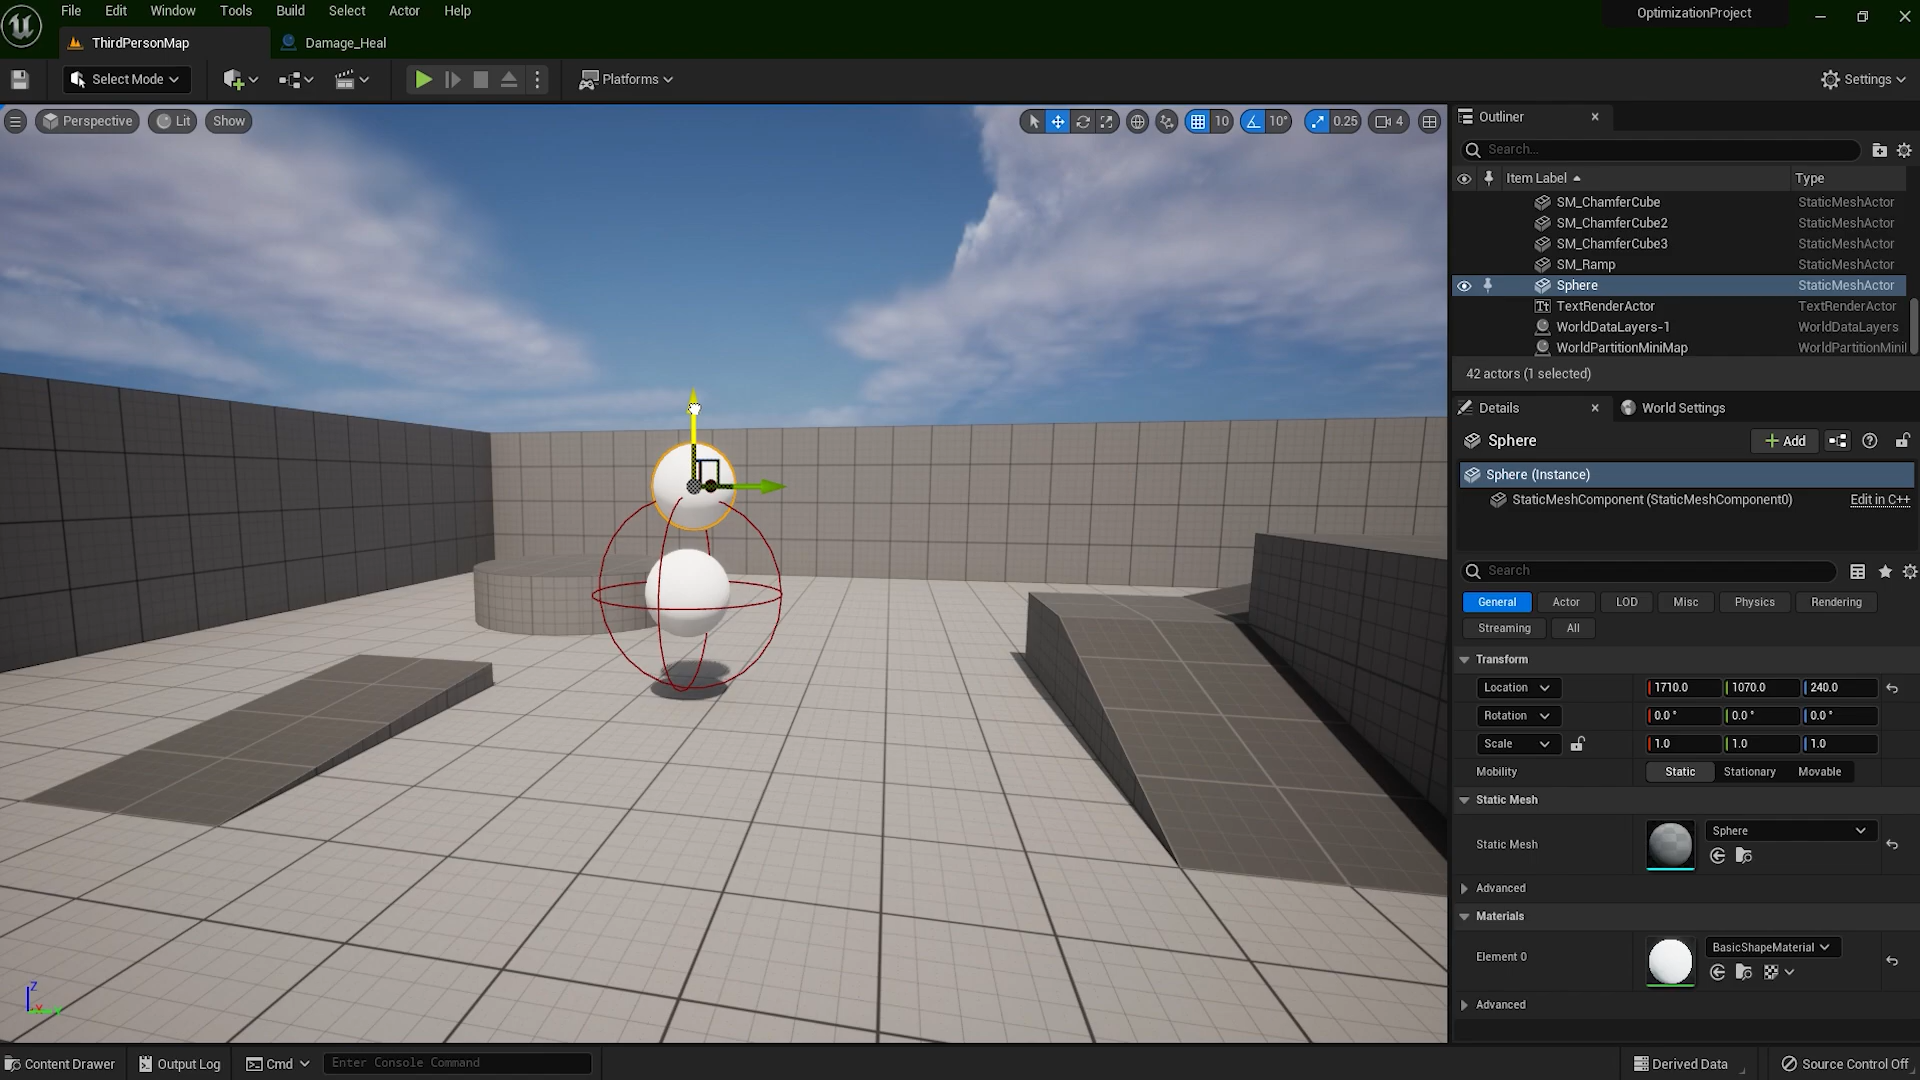 File Edit Window Tools Build Select Actor Help
OptimizationProject
ThirdPersonMap
Damage_Heal
Select Mode
Platforms
Settings
Perspective
Lit
Show
10
10°
0.25
4
Outliner
Search...
Item Label
Type
SM_ChamferCube StaticMeshActor
SM_ChamferCube2 StaticMeshActor
SM_ChamferCube3 StaticMeshActor
SM_Ramp StaticMeshActor
Sphere StaticMeshActor
TextRenderActor TextRenderActor
WorldDataLayers-1 WorldDataLayers
WorldPartitionMiniMap WorldPartitionMini
42 actors (1 selected)
Details
World Settings
Sphere
Add
Sphere (Instance)
StaticMeshComponent (StaticMeshComponent0) Edit in C++
Search
General Actor LOD Misc Physics Rendering
Streaming All
Transform
Location 1710.0 1070.0 240.0
Rotation 0.0° 0.0° 0.0°
Scale 1.0 1.0 1.0
Mobility Static Stationary Movable
Static Mesh
Static Mesh Sphere
Advanced
Materials
Element 0 BasicShapeMaterial
Advanced
Z
X
Y
Content Drawer
Output Log
Cmd
Enter Console Command
Derived Data
Source Control Off